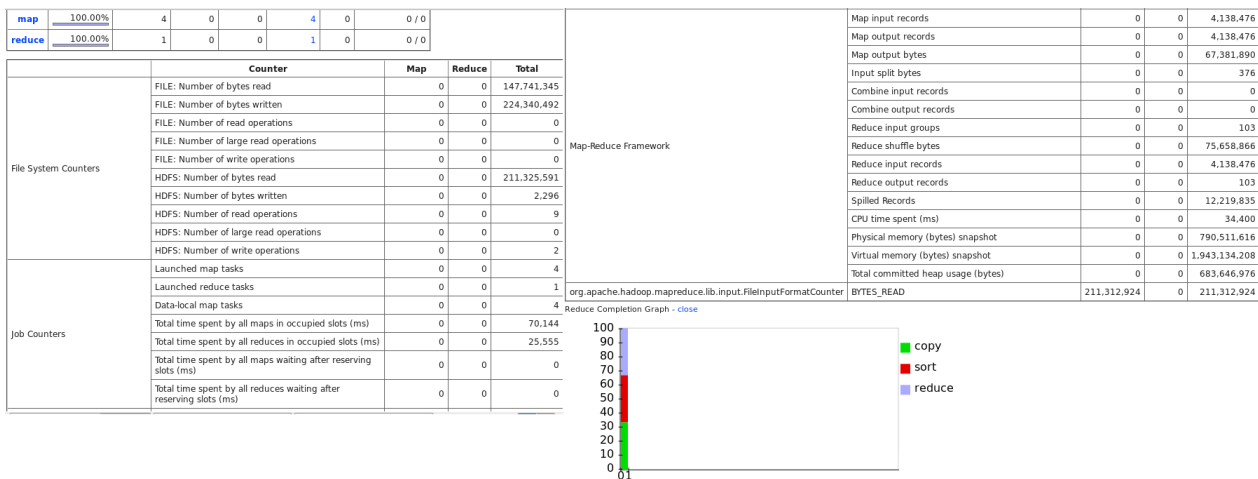 map 100.00% 4 0 0 4 0 0 / 0
reduce 100.00% 1 0 0 1 0 0 / 0
Counter Map Reduce Total
File System Counters
FILE: Number of bytes read 0 0 147,741,345
FILE: Number of bytes written 0 0 224,340,492
FILE: Number of read operations 0 0 0
FILE: Number of large read operations 0 0 0
FILE: Number of write operations 0 0 0
HDFS: Number of bytes read 0 0 211,325,591
HDFS: Number of bytes written 0 0 2,296
HDFS: Number of read operations 0 0 9
HDFS: Number of large read operations 0 0 0
HDFS: Number of write operations 0 0 2
Job Counters
Launched map tasks 0 0 4
Launched reduce tasks 0 0 1
Data-local map tasks 0 0 4
Total time spent by all maps in occupied slots (ms) 0 0 70,144
Total time spent by all reduces in occupied slots (ms) 0 0 25,555
Total time spent by all maps waiting after reserving
slots (ms) 0 0 0
Total time spent by all reduces waiting after
reserving slots (ms) 0 0 0
Map-Reduce Framework
Map input records 0 0 4,138,476
Map output records 0 0 4,138,476
Map output bytes 0 0 67,381,890
Input split bytes 0 0 376
Combine input records 0 0 0
Combine output records 0 0 0
Reduce input groups 0 0 103
Reduce shuffle bytes 0 0 75,658,866
Reduce input records 0 0 4,138,476
Reduce output records 0 0 103
Spilled Records 0 0 12,219,835
CPU time spent (ms) 0 0 34,400
Physical memory (bytes) snapshot 0 0 790,511,616
Virtual memory (bytes) snapshot 0 0 1,943,134,208
Total committed heap usage (bytes) 0 0 683,646,976
org.apache.hadoop.mapreduce.lib.input.FileInputFormatCounter BYTES_READ 211,312,924 0 211,312,924
Reduce Completion Graph - close
100
90
80
70
60
50
40
30
20
10
0
0 1
copy
sort
reduce